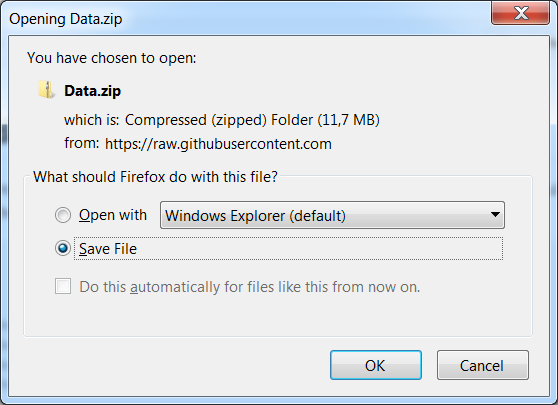 Opening Data.zip
You have chosen to open:
Data.zip
which is: Compressed (zipped) Folder (11,7 MB)
from: https://raw.githubusercontent.com
What should Firefox do with this file?
Open with Windows Explorer (default)
Save File
Do this automatically for files like this from now on.
OK Cancel